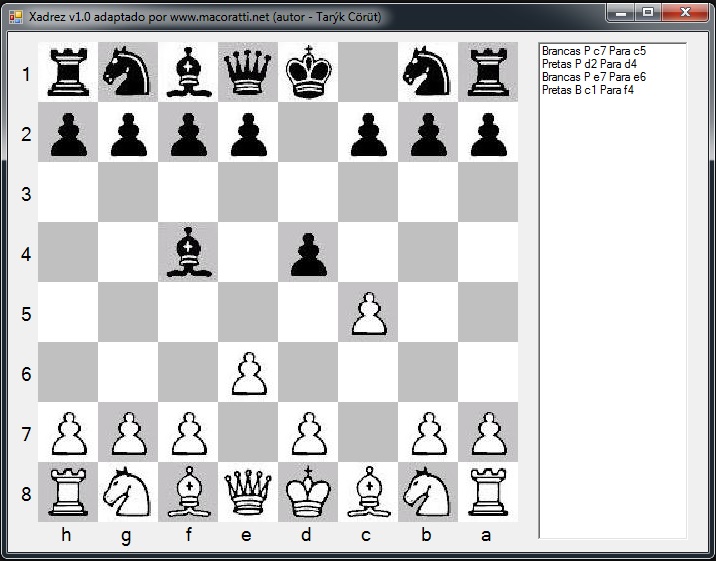 Xadrez v1.0 adaptado por www.macoratti.net (autor - Tarýk Cörüt)
Brancas P c7 Para c5
Pretas P d2 Para d4
Brancas P e7 Para e6
Pretas B c1 Para f4
1
2
3
4
5
6
7
8
h g f e d c b a